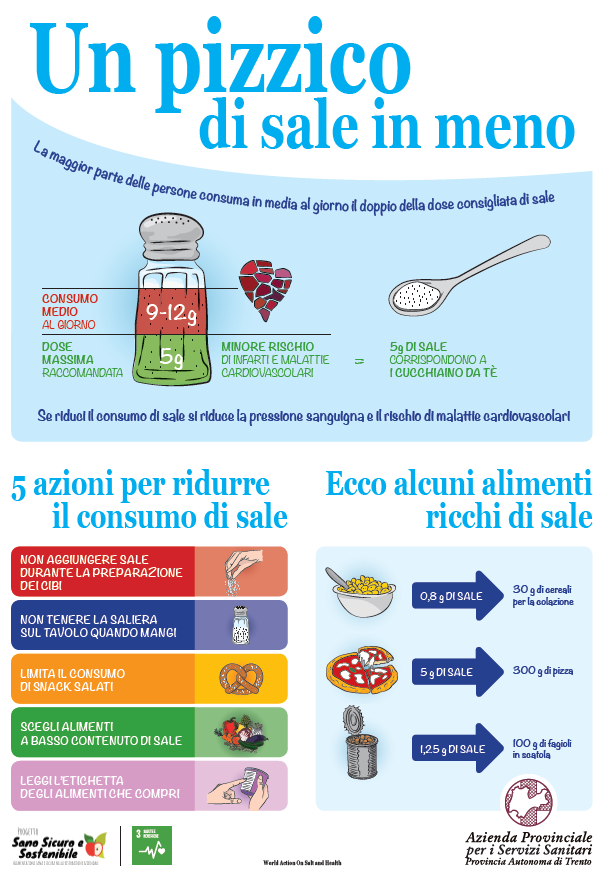 Un pizzico
di sale in meno
La maggior parte delle persone consuma in media al giorno il doppio della dose consigliata di sale
CONSUMO
MEDIO
AL GIORNO
9-12g
DOSE
MASSIMA
RACCOMANDATA
5g
MINORE RISCHIO
DI INFARTI E MALATTIE
CARDIOVASCOLARI
=
5g DI SALE
CORRISPONDONO A
1 CUCCHIAINO DA TÈ
Se riduci il consumo di sale si riduce la pressione sanguigna e il rischio di malattie cardiovascolari
5 azioni per ridurre
il consumo di sale
NON AGGIUNGERE SALE
DURANTE LA PREPARAZIONE
DEI CIBI
NON TENERE LA SALIERA
SUL TAVOLO QUANDO MANGI
LIMITA IL CONSUMO
DI SNACK SALATI
SCEGLI ALIMENTI
A BASSO CONTENUTO DI SALE
LEGGI L'ETICHETTA
DEGLI ALIMENTI CHE COMPRI
Ecco alcuni alimenti
ricchi di sale
0,8 g DI SALE
30 g di cereali
per la colazione
5 g DI SALE
300 g di pizza
1,25 g DI SALE
100 g di fagioli
in scatola
PROGETTO
Sano Sicuro e
Sostenibile
3 SALUTE E
BENESSERE
World Action On Salt and Health
Azienda Provinciale
per i Servizi Sanitari
Provincia Autonoma di Trento